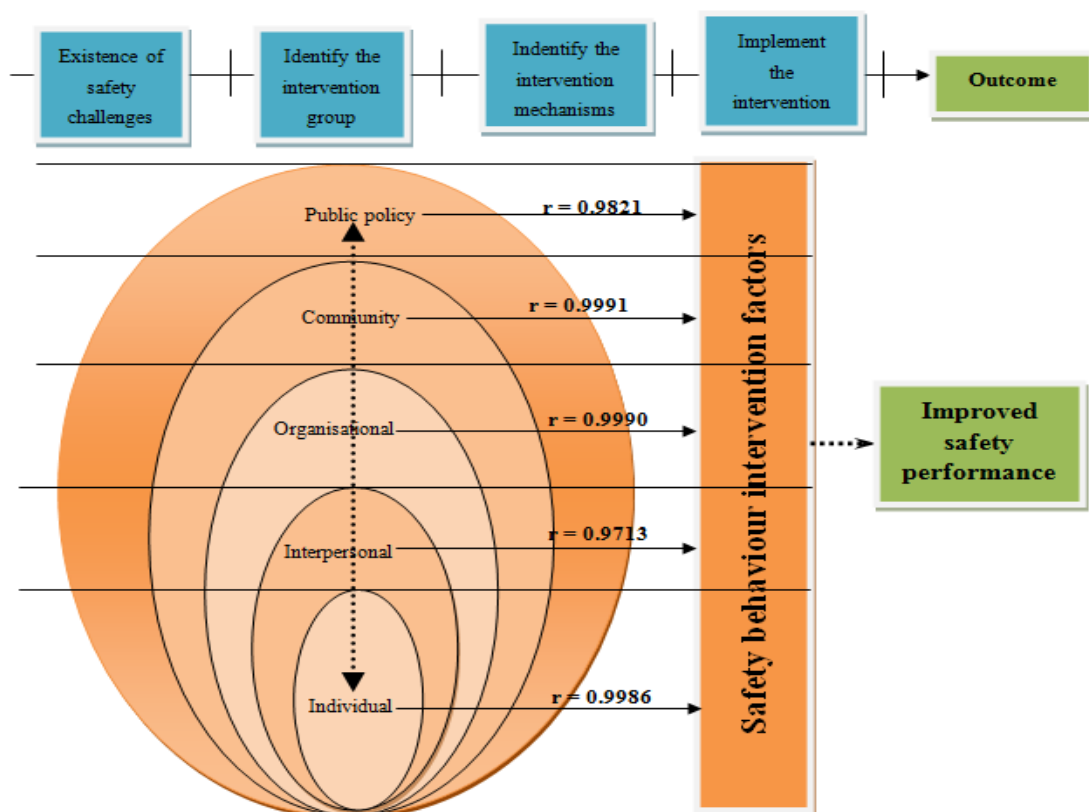 Existence of
safety
challenges
Identify the
intervention
group
Indentify the
intervention
mechanisms
Implement
the
intervention
Outcome
Public policy
r = 0.9821
Community
r = 0.9991
Organisational
r = 0.9990
Interpersonal
r = 0.9713
Individual
r = 0.9986
Safety behaviour intervention factors
Improved
safety
performance